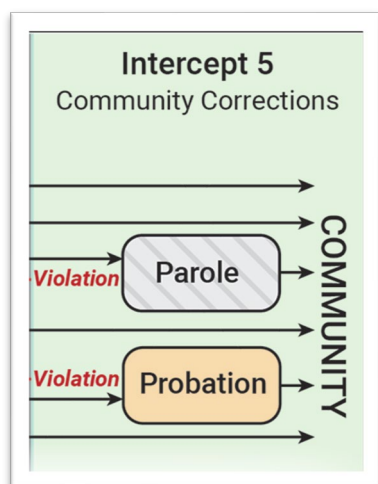 Intercept 5
Community Corrections
COMMUNITY
Violation
Parole
Violation
Probation